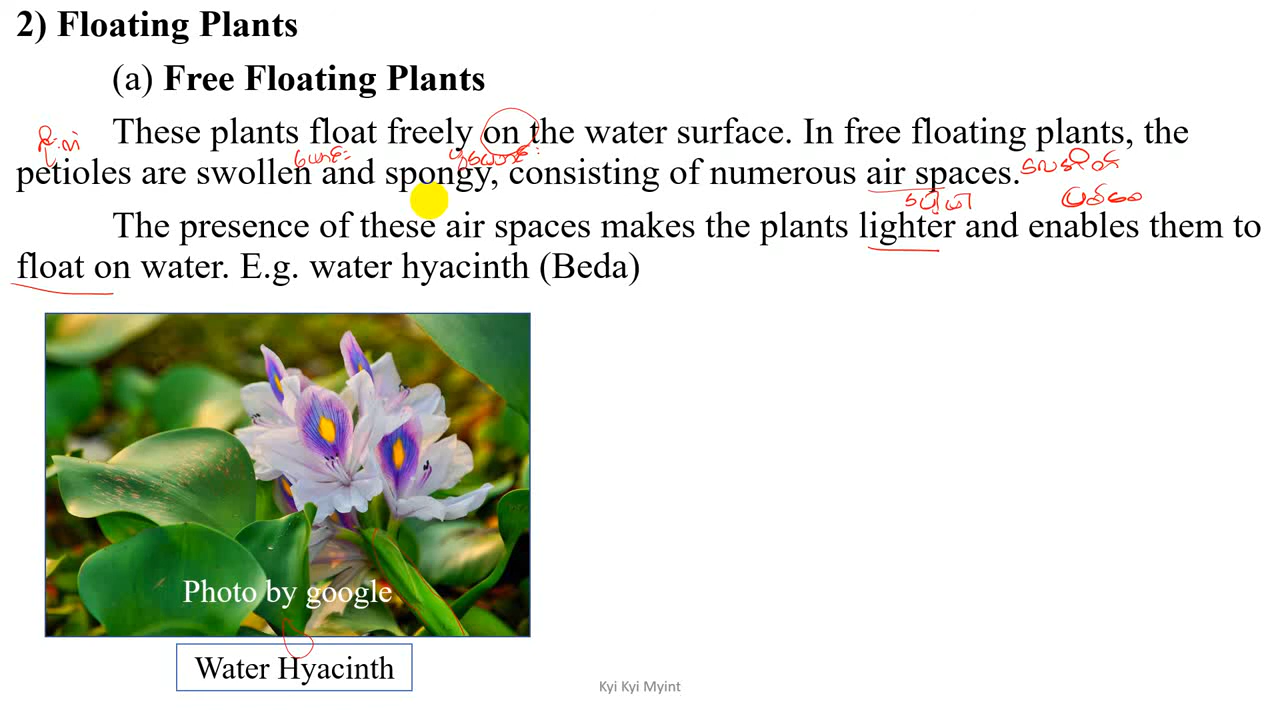 2) Floating Plants
(a) Free Floating Plants
These plants float freely on the water surface. In free floating plants, the
petioles are swollen and spongy, consisting of numerous air spaces.
The presence of these air spaces makes the plants lighter and enables them to
float on water. E.g. water hyacinth (Beda)
Photo by google
Water Hyacinth
Kyi Kyi Myint